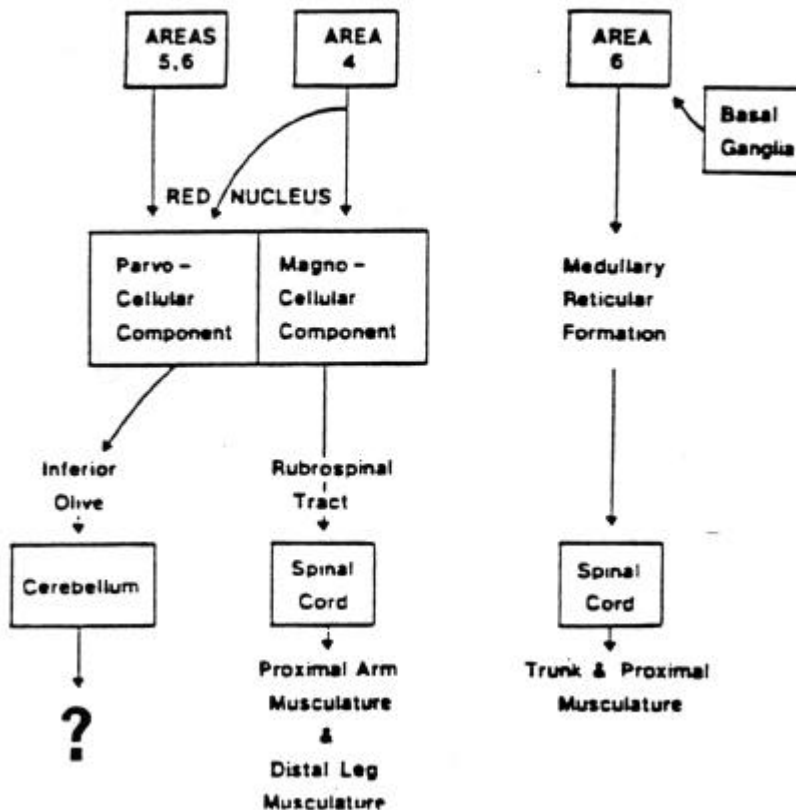 AREAS
5,6
AREA
4
AREA
6
Basal
Ganglia
RED NUCLEUS
Parvo –
Cellular
Component
Magno –
Cellular
Component
Medullary
Reticular
Formation
Inferior
Olive
Rubrospinal
Tract
Cerebellum
Spinal
Cord
Spinal
Cord
?
Proximal Arm
Musculature
&
Distal Leg
Musculature
Trunk & Proximal
Musculature